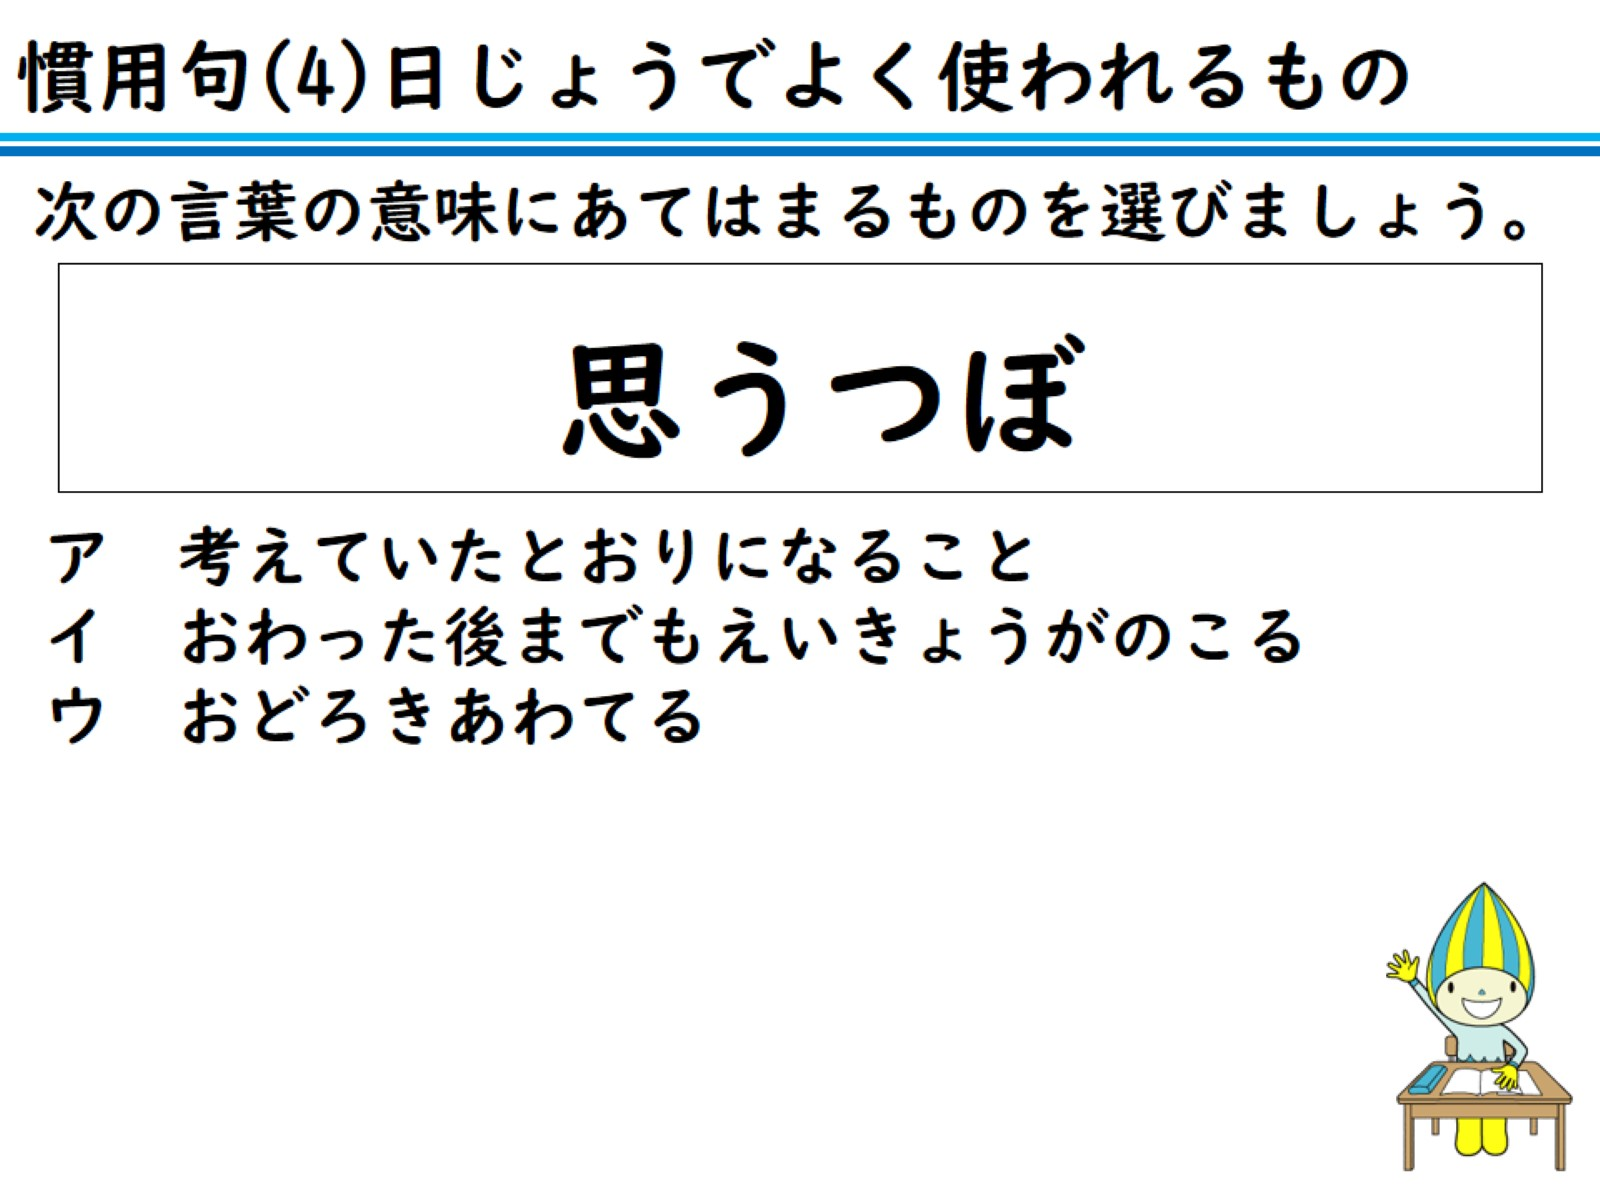 慣用句(4)日じょうでよく使われるもの
次の言葉の意味にあてはまるものを選びましょう。
思うつぼ
ア　考えていたとおりになること
イ　おわった後までもえいきょうがのこる
ウ　おどろきあわてる